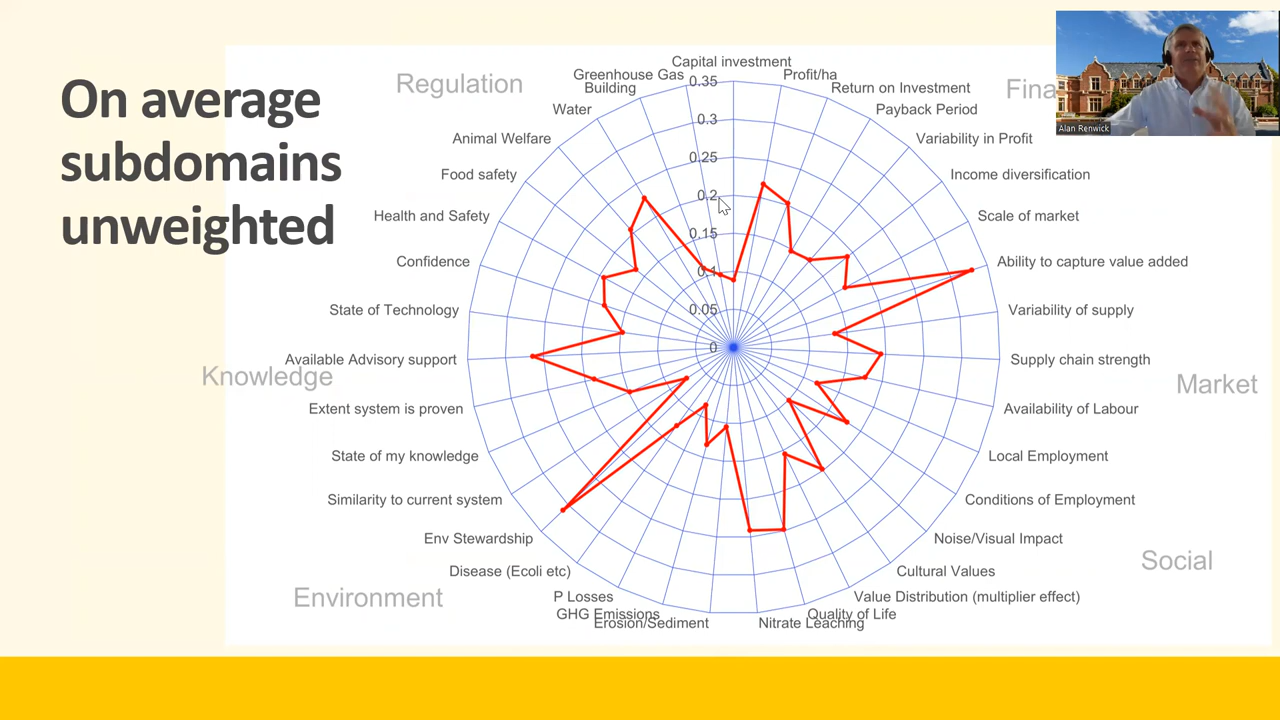 On average
subdomains
unweighted
Regulation
Fina
Knowledge
Market
Environment
Social
Capital investment
Profit/ha
Return on Investment
Payback Period
Variability in Profit
Income diversification
Scale of market
Ability to capture value added
Variability of supply
Supply chain strength
Availability of Labour
Local Employment
Conditions of Employment
Noise/Visual Impact
Cultural Values
Value Distribution (multiplier effect)
Quality of Life
Nitrate Leaching
Erosion/Sediment
GHG Emissions
P Losses
Disease (Ecoli etc)
Env Stewardship
Similarity to current system
State of my knowledge
Extent system is proven
Available Advisory support
State of Technology
Confidence
Health and Safety
Food safety
Animal Welfare
Water
Building
Greenhouse Gas
0.35
0.3
0.25
0.2
0.15
0.1
0.05
0
Alan Renwick